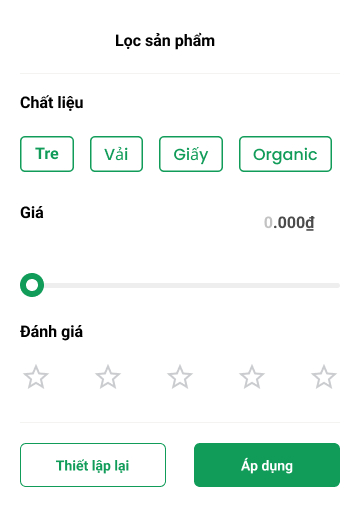 Lọc sản phẩm
Chất liệu
Tre Vải Giấy Organic
Giá
0.000₫
Đánh giá
Thiết lập lại Áp dụng